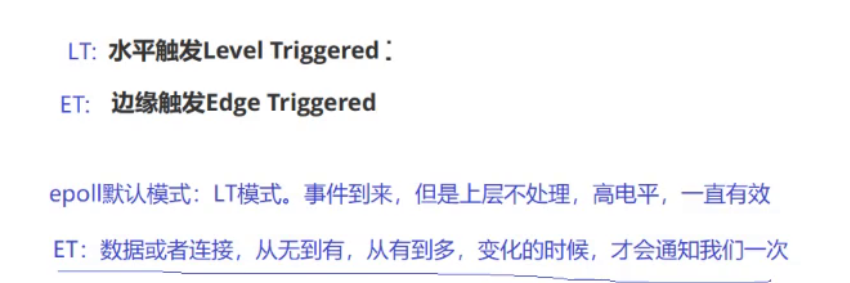 LT: 水平触发Level Triggered：
ET: 边缘触发Edge Triggered
epoll默认模式：LT模式。事件到来，但是上层不处理，高电平，一直有效
ET：数据或者连接，从无到有，从有到多，变化的时候，才会通知我们一次